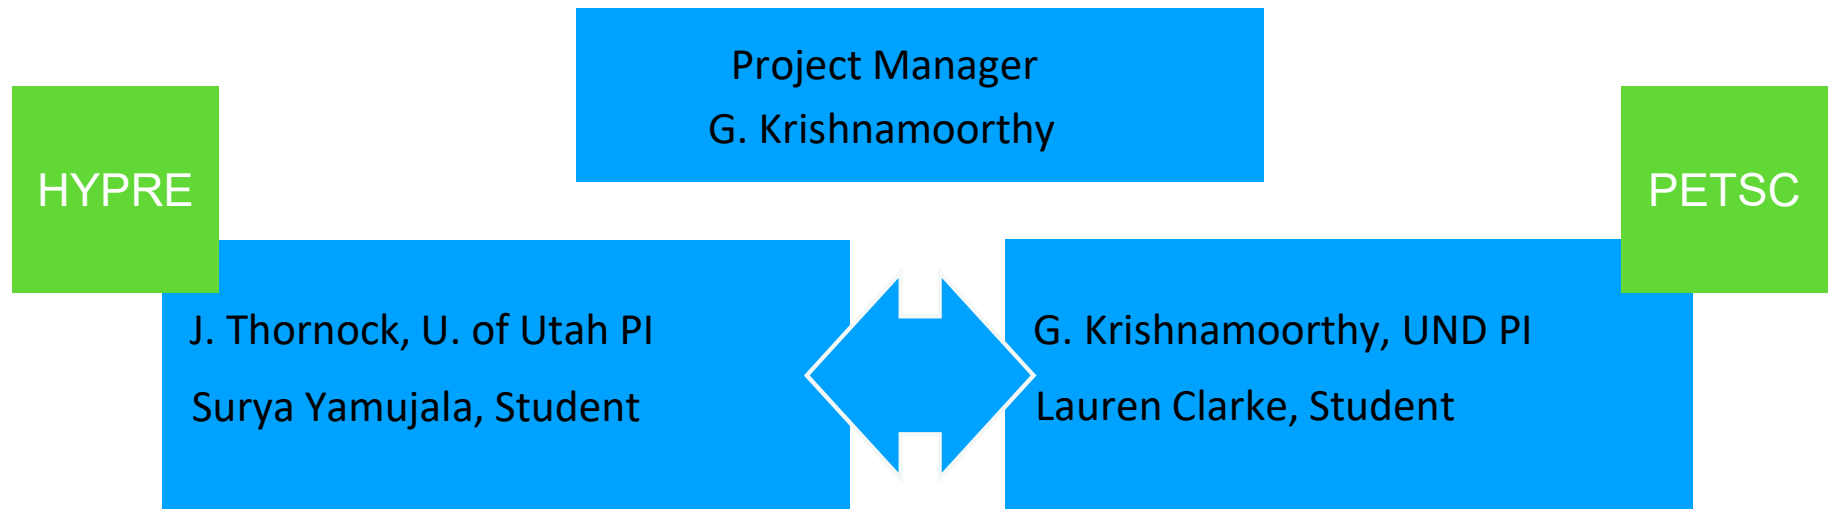 Project Manager
G. Krishnamoorthy
HYPRE
PETSC
J. Thornock, U. of Utah PI
Surya Yamujala, Student
G. Krishnamoorthy, UND PI
Lauren Clarke, Student